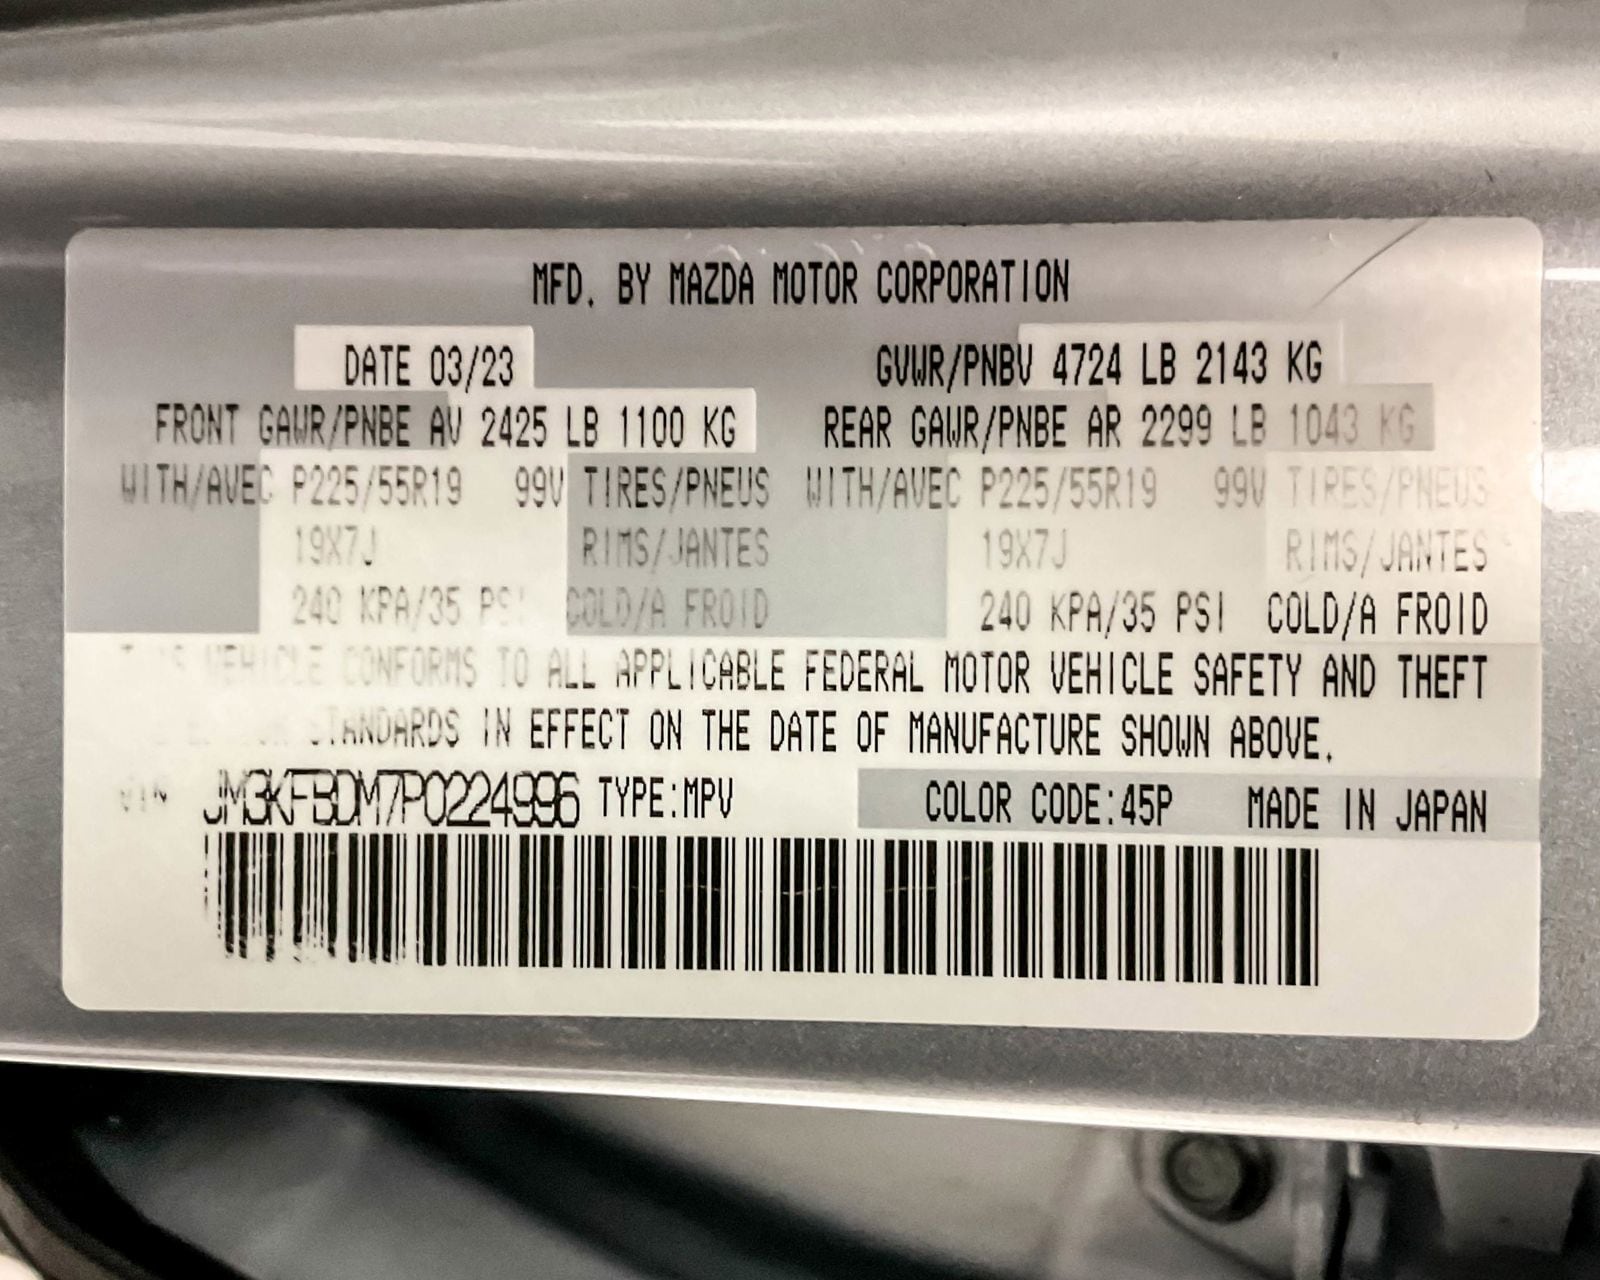 MFD. BY MAZDA MOTOR CORPORATION
DATE 03/23 GVWR/PNBV 4724 LB 2143 KG
FRONT GAWR/PNBE AV 2425 LB 1100 KG REAR GAWR/PNBE AR 2299 LB 1043 KG
WITH/AVEC P225/55R19 99V TIRES/PNEUS WITH/AVEC P225/55R19 99V TIRES/PNEUS
19X7J RIMS/JANTES 19X7J RIMS/JANTES
240 KPA/35 PSI COLD/A FROID 240 KPA/35 PSI COLD/A FROID
THIS VEHICLE CONFORMS TO ALL APPLICABLE FEDERAL MOTOR VEHICLE SAFETY AND THEFT
STANDARDS IN EFFECT ON THE DATE OF MANUFACTURE SHOWN ABOVE.
VIN JM3KFBDM7P0224996 TYPE:MPV COLOR CODE:45P MADE IN JAPAN